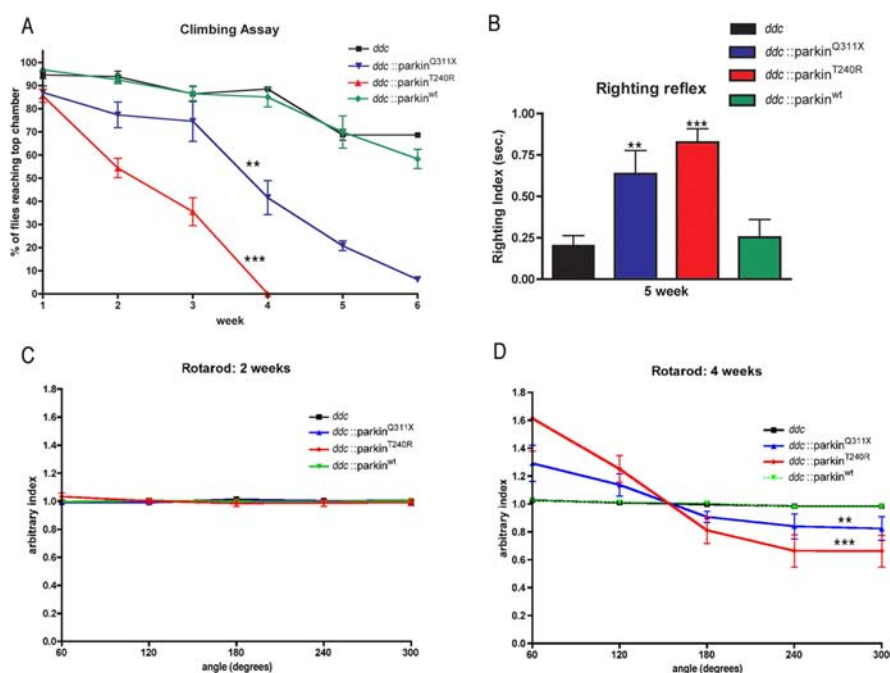 A
Climbing Assay
ddc
ddc::parkinQ311X
ddc::parkinT240R
ddc::parkinwt
% of flies reaching top chamber
100
90
80
70
60
50
40
30
20
10
0
**
***
1 2 3 4 5 6
week
B
ddc
ddc::parkinQ311X
ddc::parkinT240R
ddc::parkinwt
Righting reflex
Righting Index (sec.)
1.00
0.75
0.50
0.25
0.00
**
***
5 week
C
Rotarod: 2 weeks
ddc
ddc::parkinQ311X
ddc::parkinT240R
ddc::parkinwt
arbitrary index
1.8
1.6
1.4
1.2
1.0
0.8
0.6
0.4
0.2
0.0
60 120 180 240 300
angle (degrees)
D
Rotarod: 4 weeks
ddc
ddc::parkinQ311X
ddc::parkinT240R
ddc::parkinwt
arbitrary index
1.8
1.6
1.4
1.2
1.0
0.8
0.6
0.4
0.2
0.0
**
***
60 120 180 240 300
angle (degrees)